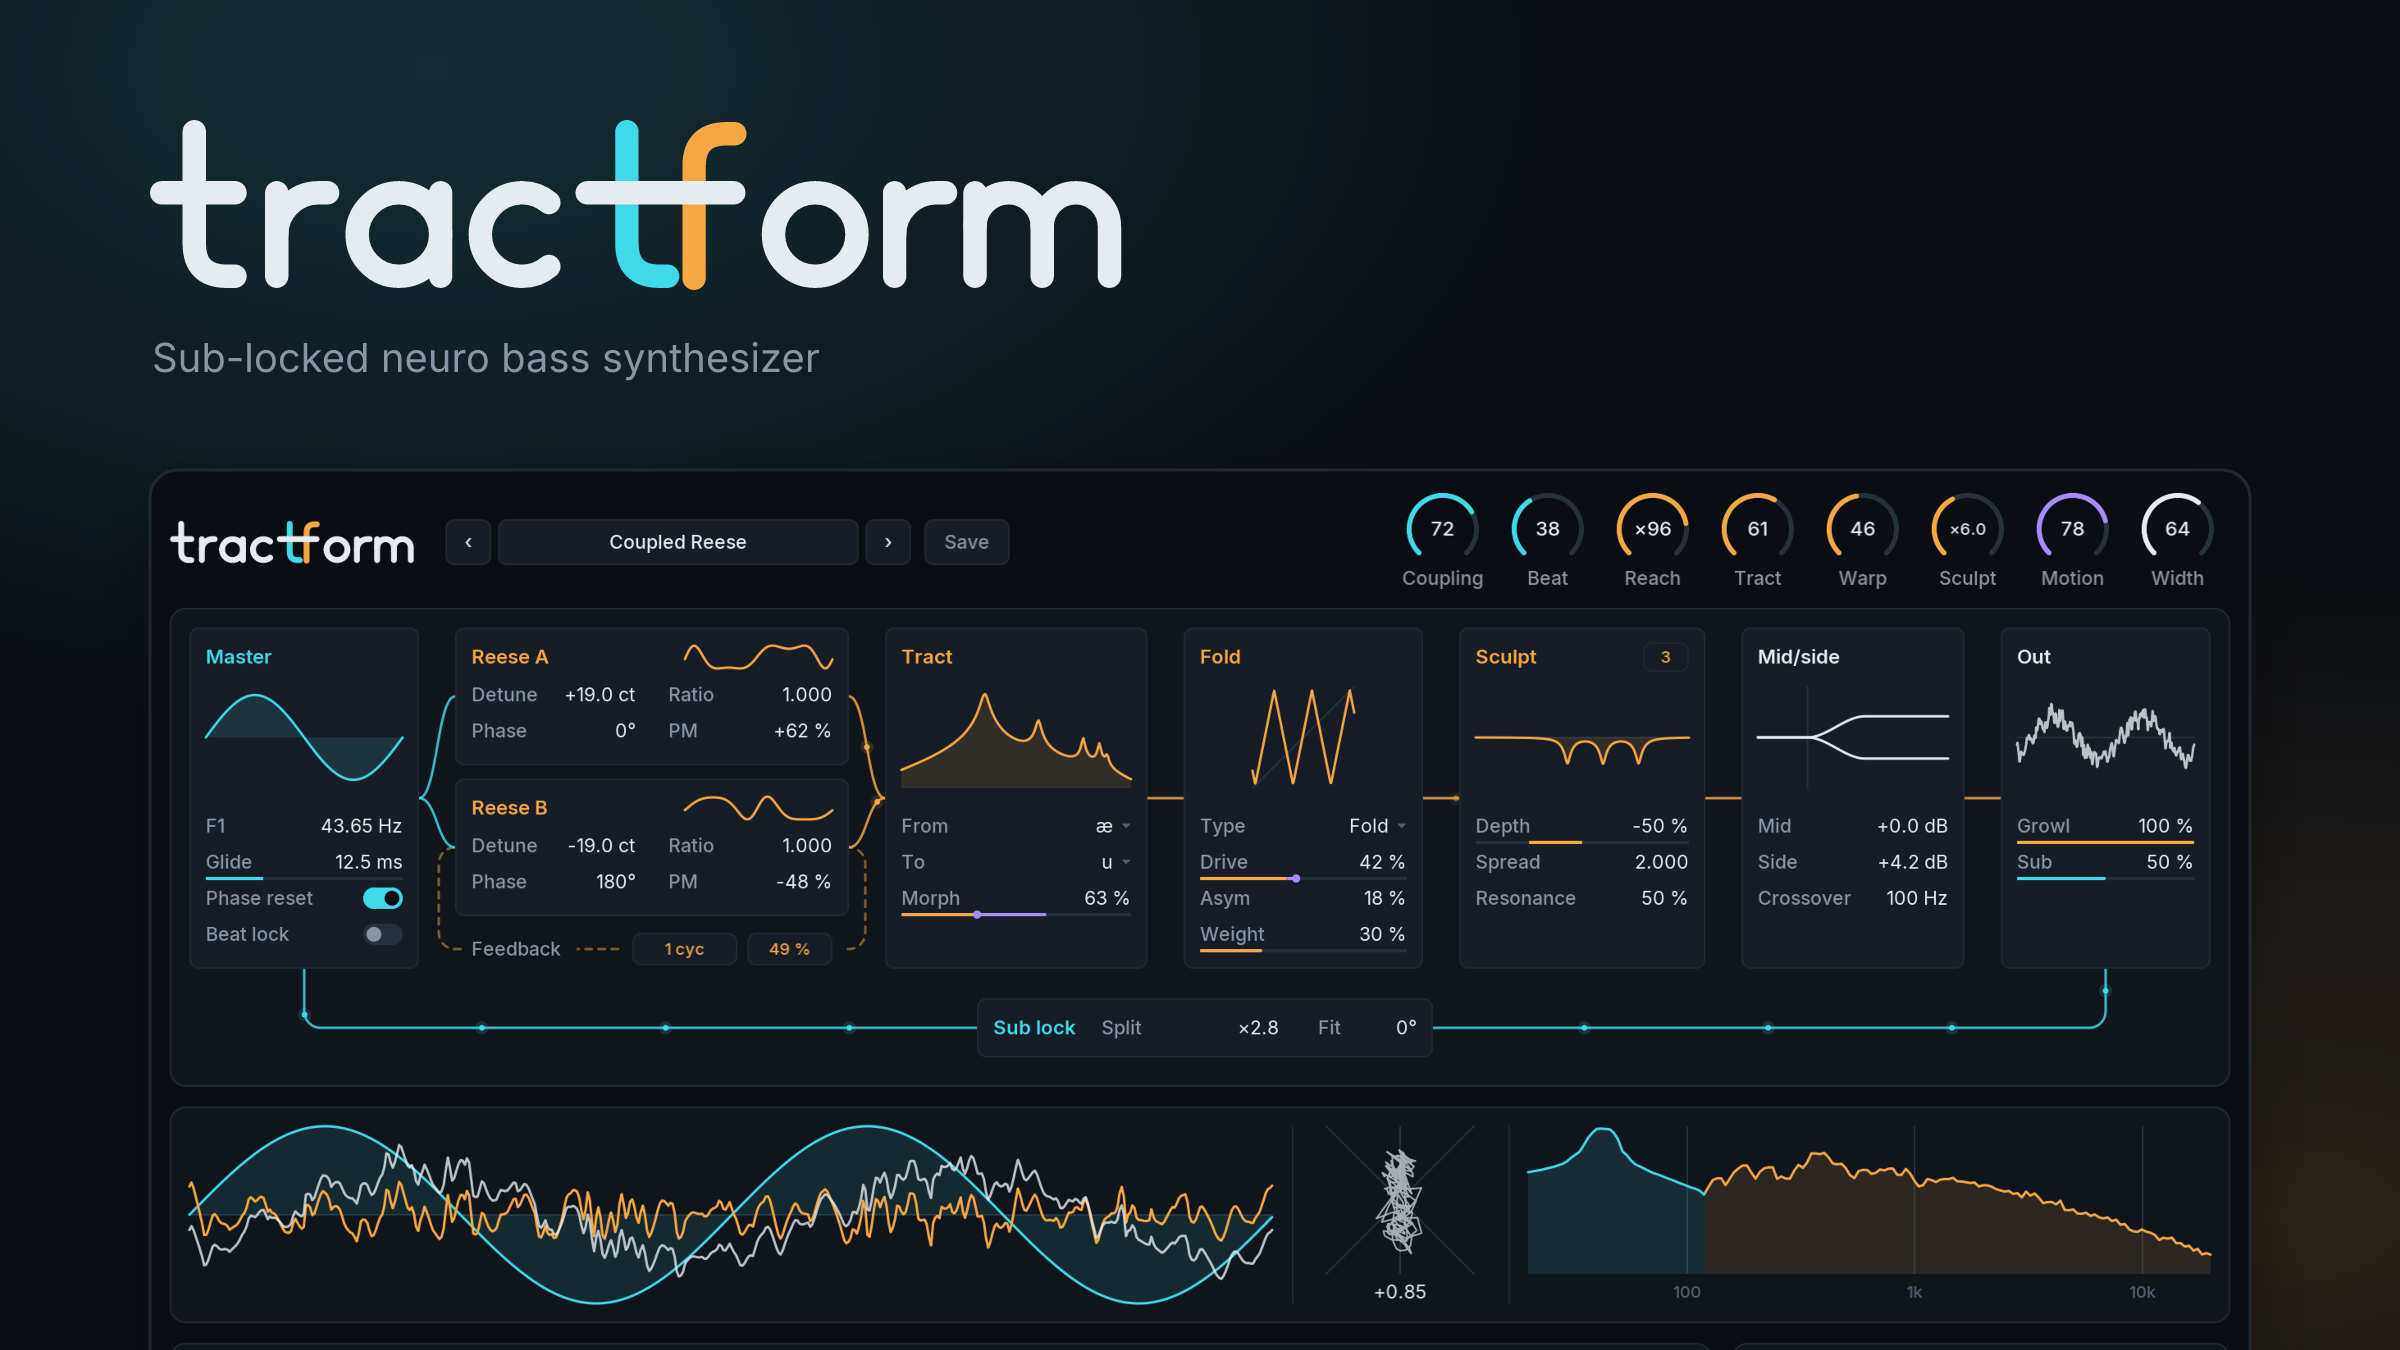 tractform
Sub-locked neuro bass synthesizer
tractform ‹ Coupled Reese › Save
72 38 ×96 61 46 ×6.0 78 64
Coupling Beat Reach Tract Warp Sculpt Motion Width
Master
F1 43.65 Hz
Glide 12.5 ms
Phase reset
Beat lock
Reese A
Detune +19.0 ct Ratio 1.000
Phase 0° PM +62 %
Reese B
Detune -19.0 ct Ratio 1.000
Phase 180° PM -48 %
Feedback 1 cyc 49 %
Tract
From æ
To u
Morph 63 %
Fold
Type Fold
Drive 42 %
Asym 18 %
Weight 30 %
Sculpt 3
Depth -50 %
Spread 2.000
Resonance 50 %
Mid/side
Mid +0.0 dB
Side +4.2 dB
Crossover 100 Hz
Out
Growl 100 %
Sub 50 %
Sub lock Split ×2.8 Fit 0°
+0.85
100 1k 10k